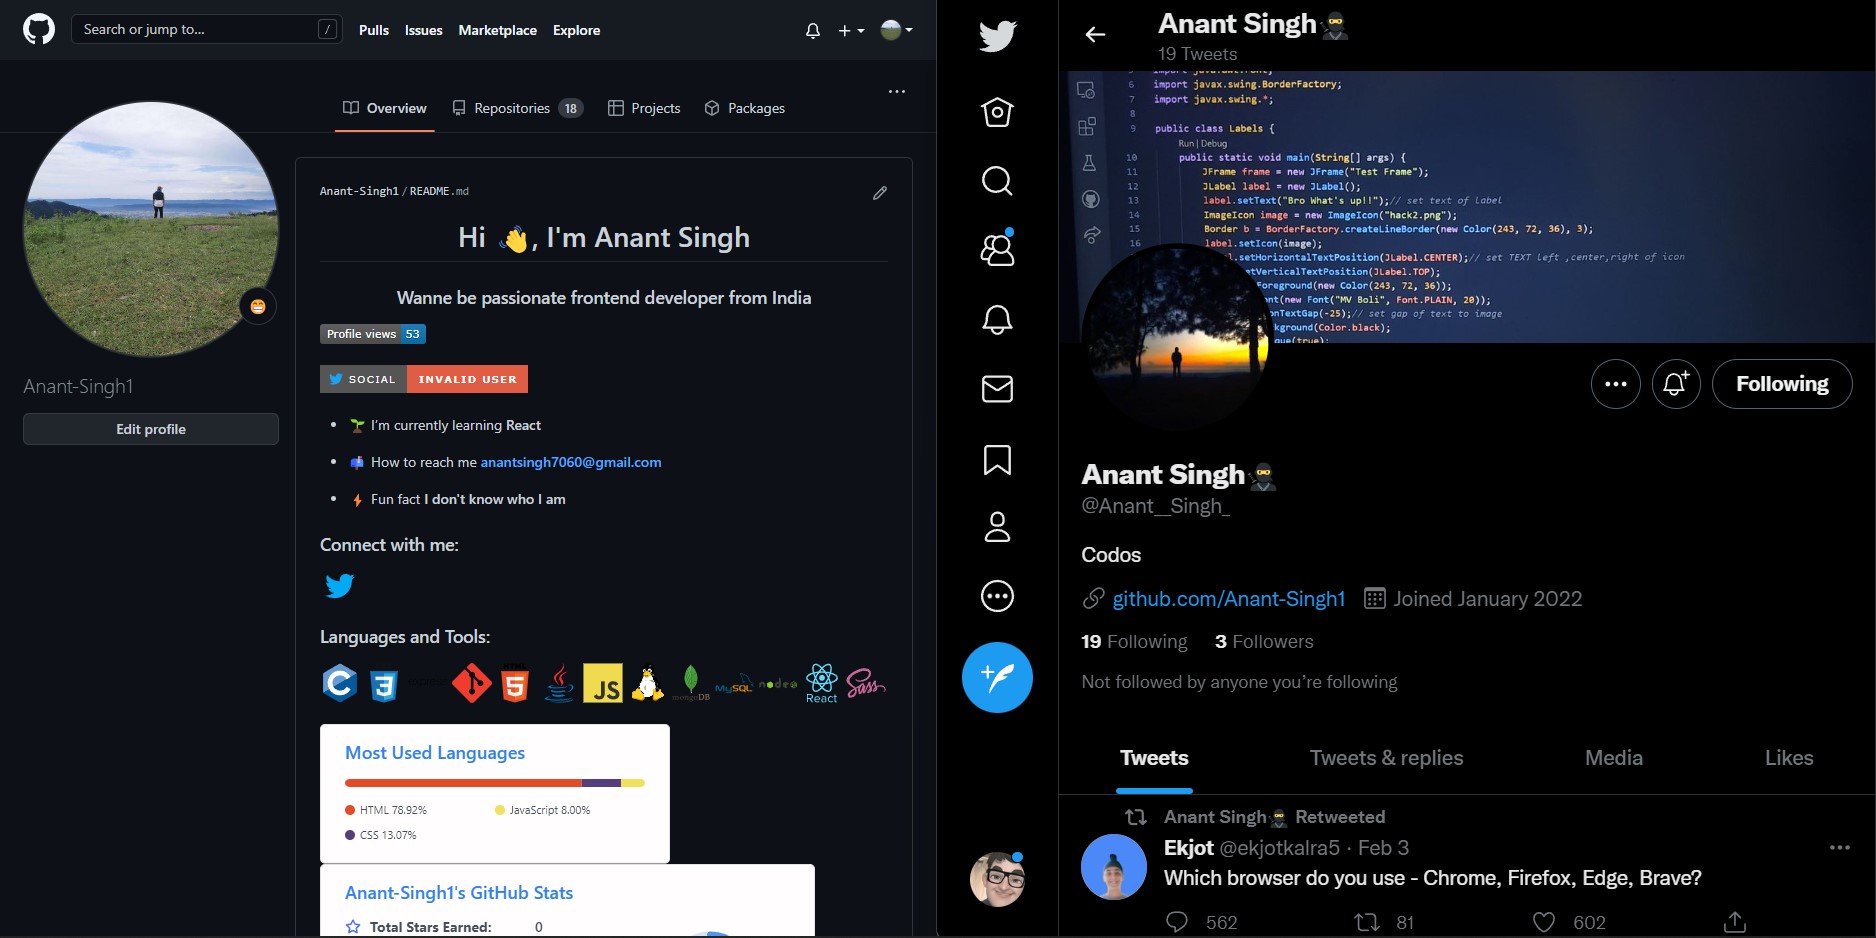 Search or jump to...
/
Pulls
Issues
Marketplace
Explore
Overview
Repositories 18
Projects
Packages
Anant-Singh1
Edit profile
Anant-Singh1 / README.md
Hi 👋, I'm Anant Singh
Wanne be passionate frontend developer from India
Profile views 53
SOCIAL INVALID USER
• 🌱 I'm currently learning React
• 📫 How to reach me anantsingh7060@gmail.com
• ⚡ Fun fact I don't know who I am
Connect with me:
Languages and Tools:
C
3
HTML
5
JS
mongoDB
MySQL
node
React
Sass
Most Used Languages
HTML 78.92%
JavaScript 8.00%
CSS 13.07%
Anant-Singh1's GitHub Stats
Total Stars Earned: 0
Anant Singh🥷
19 Tweets
6 import javax.swing.BorderFactory;
7 import javax.swing.*;
8
9 public class Labels {
Run | Debug
10 public static void main(String[] args) {
11 JFrame frame = new JFrame("Test Frame");
12 JLabel label = new JLabel();
13 label.setText("Bro What's up!!");// set text of label
14 ImageIcon image = new ImageIcon("hack2.png");
15 Border b = BorderFactory.createLineBorder(new Color(243, 72, 36), 3);
16 label.setIcon(image);
.setHorizontalTextPosition(JLabel.CENTER);// set TEXT left ,center,right of icon
etVerticalTextPosition(JLabel.TOP);
Foreground(new Color(243, 72, 36));
nt(new Font("MV Boli", Font.PLAIN, 20));
onTextGap(-25);// set gap of text to image
kground(Color.black);
que(true);
Following
Anant Singh🥷
@Anant__Singh_
Codos
github.com/Anant-Singh1
Joined January 2022
19 Following
3 Followers
Not followed by anyone you're following
Tweets
Tweets & replies
Media
Likes
Anant Singh🥷 Retweeted
Ekjot @ekjotkalra5 · Feb 3
Which browser do you use - Chrome, Firefox, Edge, Brave?
562
81
602